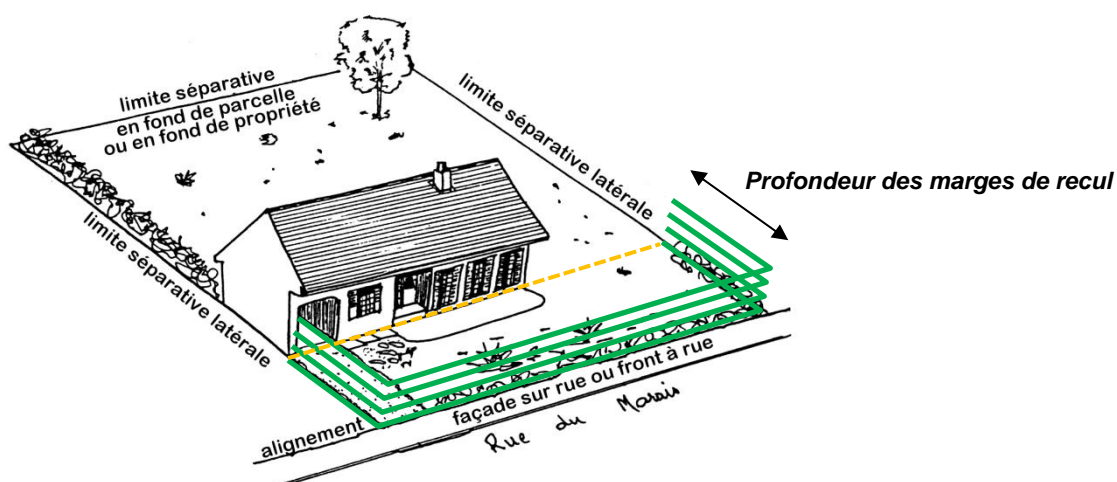 limite séparative
en fond de parcelle
ou en fond de propriété
limite séparative latérale
Profondeur des marges de recul
limite séparative latérale
façade sur rue ou front à rue
alignement
Rue du Marais